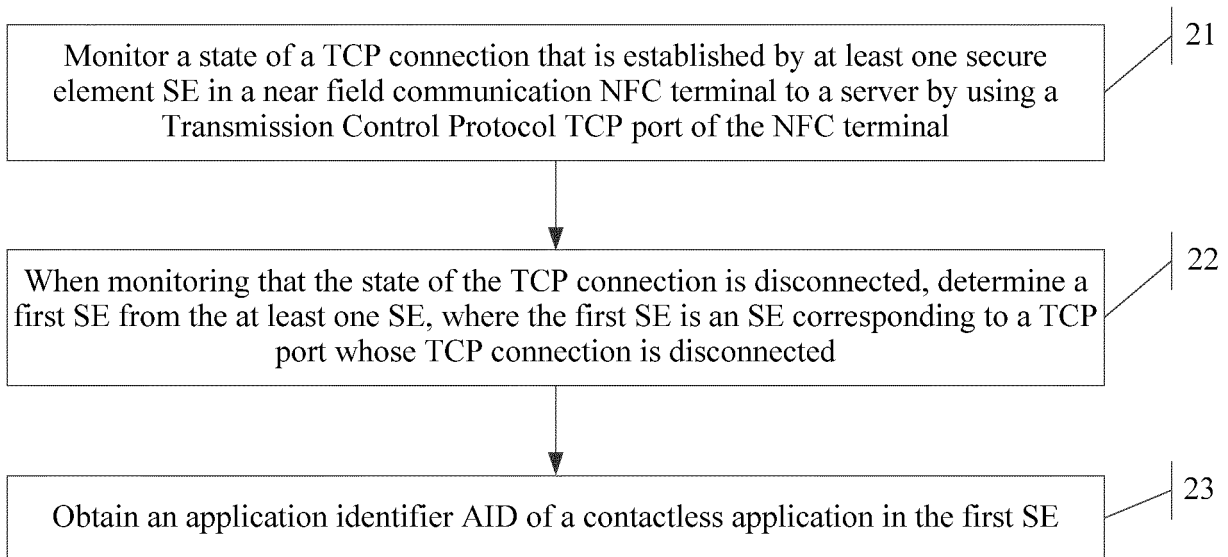 Monitor a state of a TCP connection that is established by at least one secure
element SE in a near field communication NFC terminal to a server by using a
Transmission Control Protocol TCP port of the NFC terminal
21
When monitoring that the state of the TCP connection is disconnected, determine a
first SE from the at least one SE, where the first SE is an SE corresponding to a TCP
port whose TCP connection is disconnected
22
Obtain an application identifier AID of a contactless application in the first SE
23